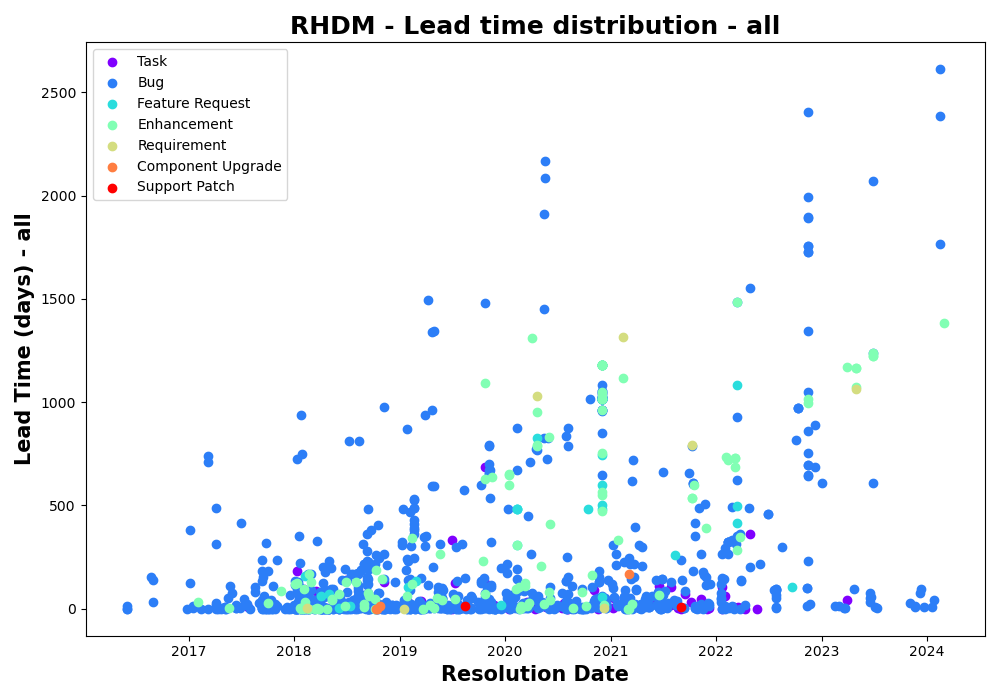 RHDM - Lead time distribution - all
Task
Bug
Feature Request
Enhancement
Requirement
Component Upgrade
Support Patch
Lead Time (days) - all
2500
2000
1500
1000
500
0
2017 2018 2019 2020 2021 2022 2023 2024
Resolution Date